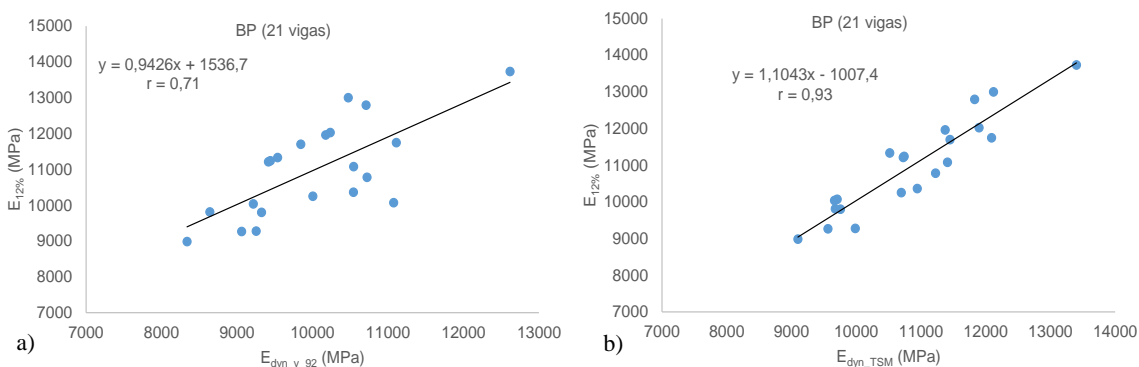 BP (21 vigas)
y = 0,9426x + 1536,7
r = 0,71
15000
14000
13000
12000
11000
10000
9000
8000
7000
E12% (MPa)
7000 8000 9000 10000 11000 12000 13000
Edyn_v_92 (MPa)
a)
BP (21 vigas)
y = 1,1043x - 1007,4
r = 0,93
15000
14000
13000
12000
11000
10000
9000
8000
7000
E12% (MPa)
7000 8000 9000 10000 11000 12000 13000 14000
Edyn_TSM (MPa)
b)